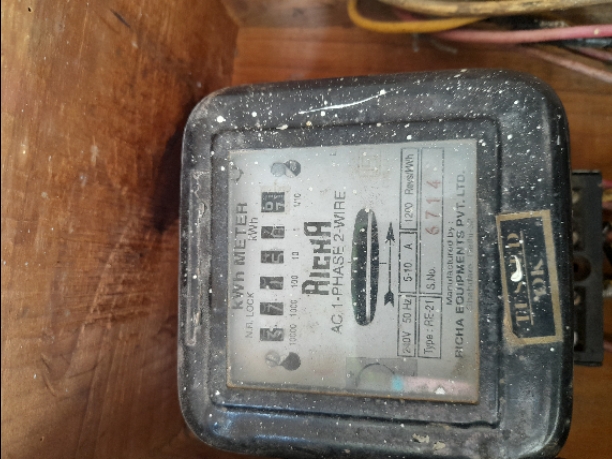 kWh METER
N.R. LOCK kWh
10000 1000 100 10 1 1/10
RICHA
AC. 1-PHASE 2-WIRE
240V 50 Hz 5-10 A 1200 Revs/kWh
Type : RE-21 S.No. 6714
Manufactured by :
RICHA EQUIPMENTS PVT. LTD.
OK